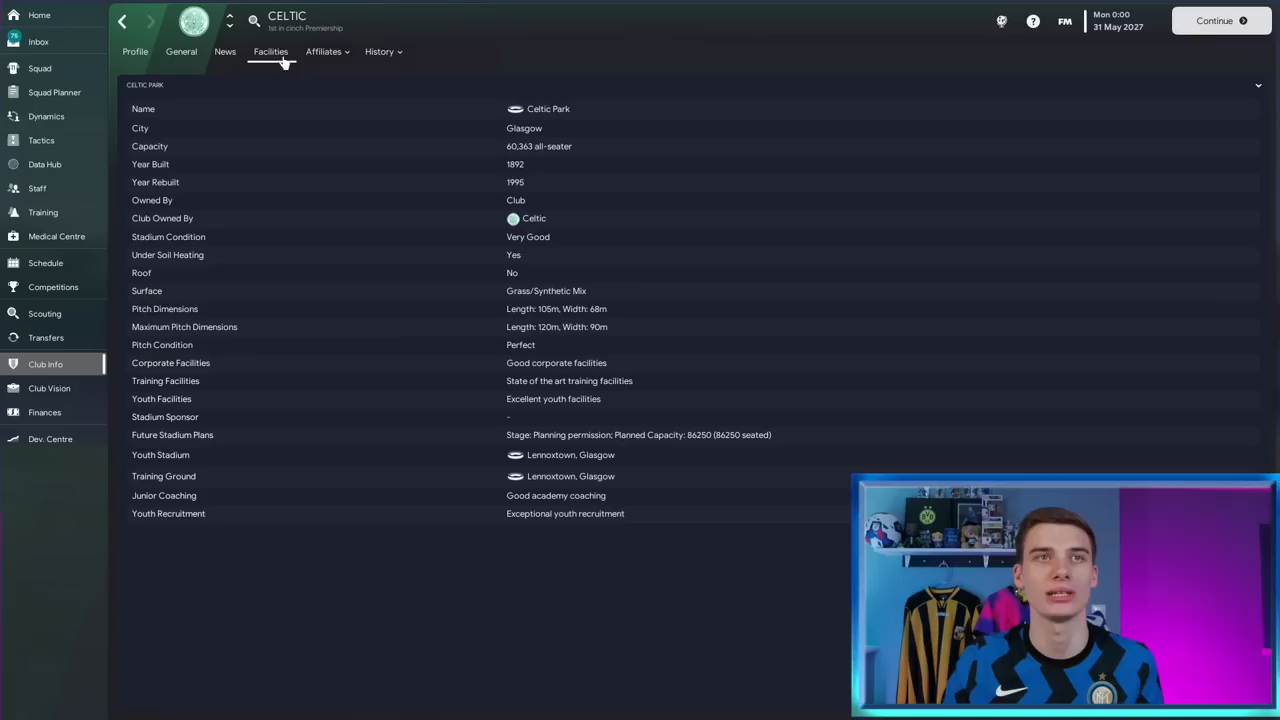 CELTIC
1st in cinch Premiership
Mon 0:00
31 May 2027
FM
Continue
Home
75
Inbox
Squad
Squad Planner
Dynamics
Tactics
Data Hub
Staff
Training
Medical Centre
Schedule
Competitions
Scouting
Transfers
Club Info
Club Vision
Finances
Dev. Centre
Profile General News Facilities Affiliates History
CELTIC PARK
Name Celtic Park
City Glasgow
Capacity 60,363 all-seater
Year Built 1892
Year Rebuilt 1995
Owned By Club
Club Owned By Celtic
Stadium Condition Very Good
Under Soil Heating Yes
Roof No
Surface Grass/Synthetic Mix
Pitch Dimensions Length: 105m, Width: 68m
Maximum Pitch Dimensions Length: 120m, Width: 90m
Pitch Condition Perfect
Corporate Facilities Good corporate facilities
Training Facilities State of the art training facilities
Youth Facilities Excellent youth facilities
Stadium Sponsor -
Future Stadium Plans Stage: Planning permission; Planned Capacity: 86250 (86250 seated)
Youth Stadium Lennoxtown, Glasgow
Training Ground Lennoxtown, Glasgow
Junior Coaching Good academy coaching
Youth Recruitment Exceptional youth recruitment
BVB